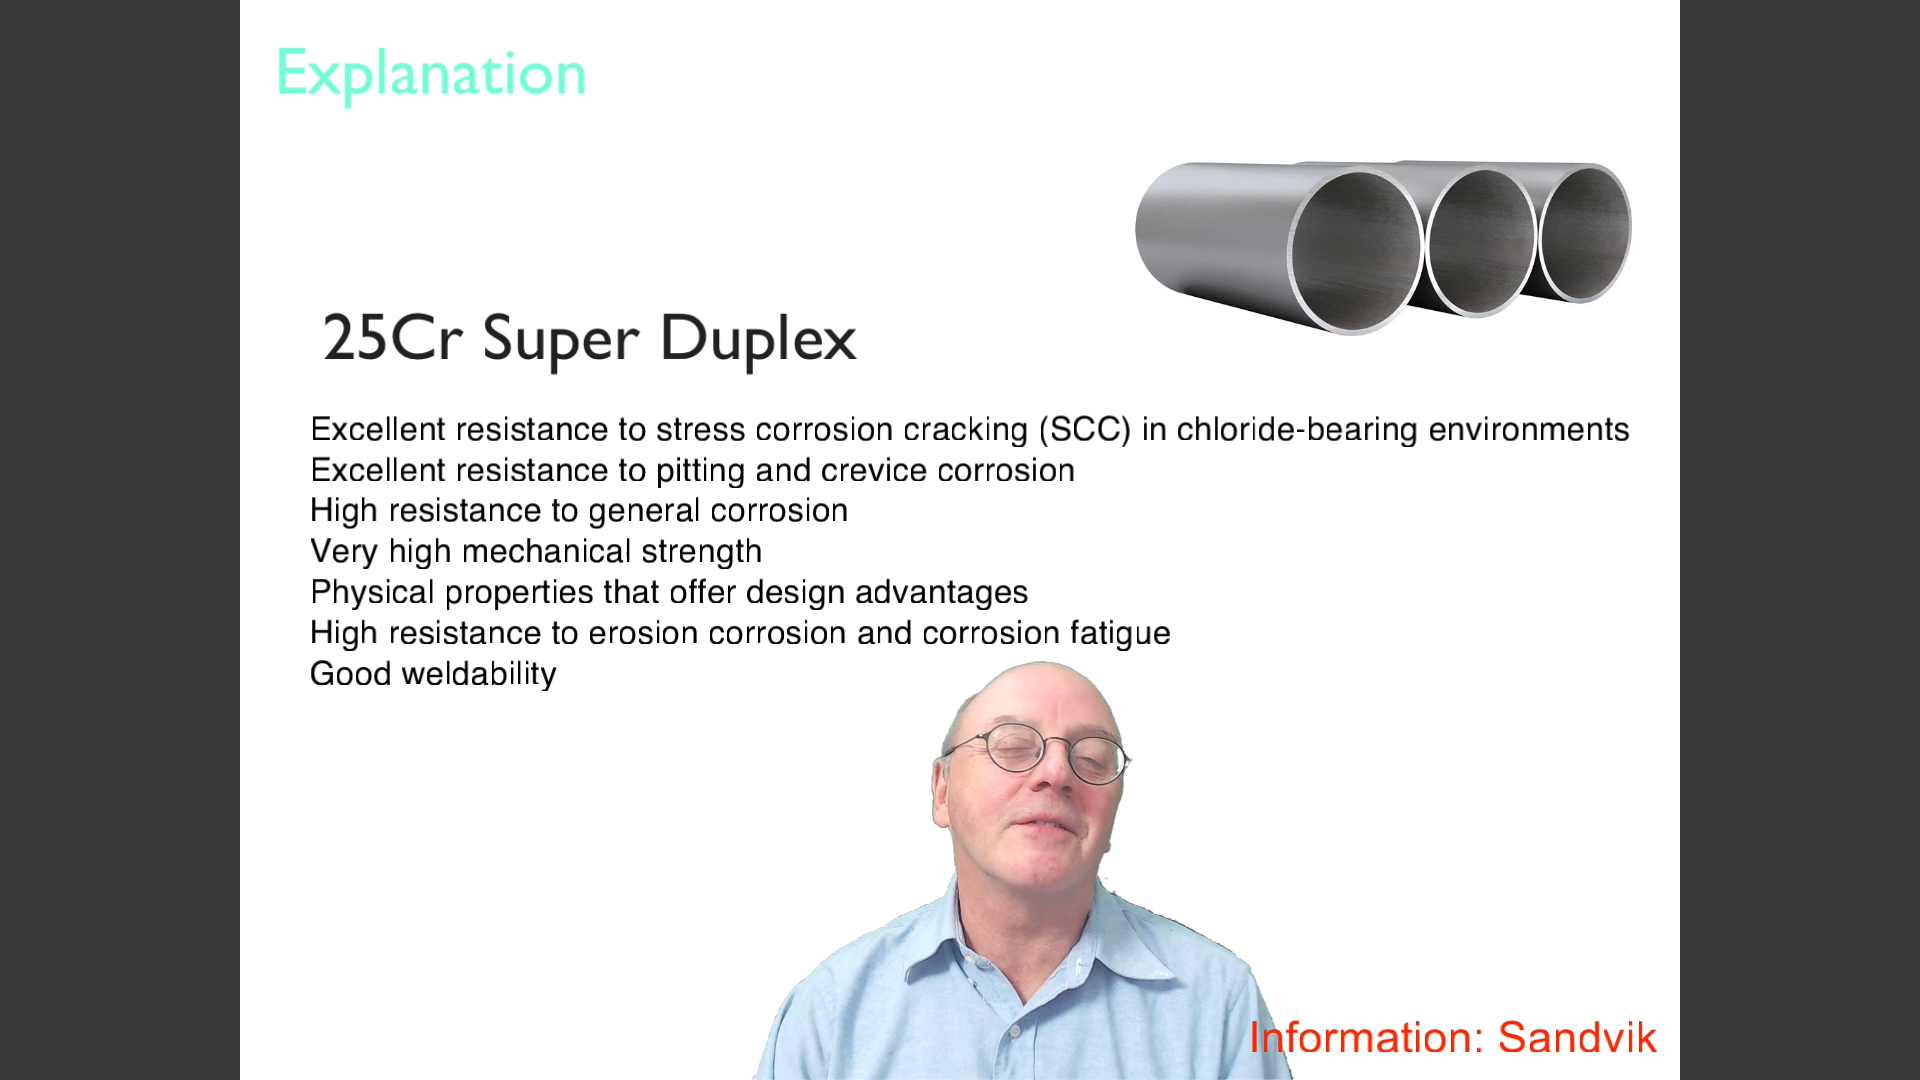 Explanation
25Cr Super Duplex
Excellent resistance to stress corrosion cracking (SCC) in chloride-bearing environments
Excellent resistance to pitting and crevice corrosion
High resistance to general corrosion
Very high mechanical strength
Physical properties that offer design advantages
High resistance to erosion corrosion and corrosion fatigue
Good weldability
Information: Sandvik